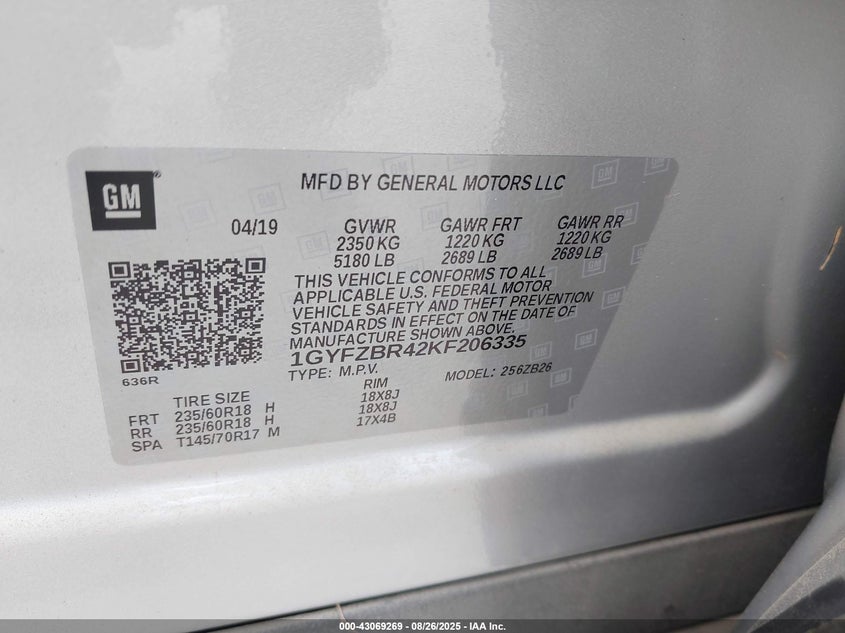 GM
MFD BY GENERAL MOTORS LLC
04/19 GVWR GAWR FRT GAWR RR
2350 KG 1220 KG 1220 KG
5180 LB 2689 LB 2689 LB
THIS VEHICLE CONFORMS TO ALL
APPLICABLE U.S. FEDERAL MOTOR
VEHICLE SAFETY AND THEFT PREVENTION
STANDARDS IN EFFECT ON THE DATE OF
MANUFACTURE SHOWN ABOVE.
1GYFZBR42KF206335
TYPE: M.P.V. MODEL: 256ZB26
636R
TIRE SIZE RIM
FRT 235/60R18 H 18X8J
RR 235/60R18 H 18X8J
SPA T145/70R17 M 17X4B
000-43069269 - 08/26/2025 - IAA Inc.